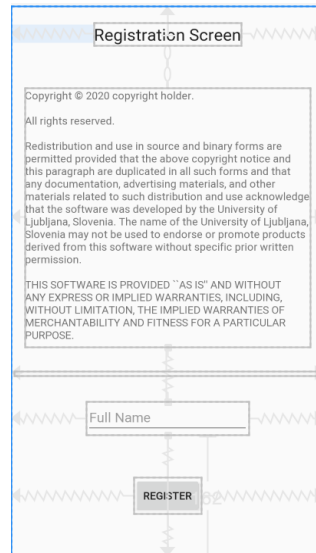 Registration Screen
Copyright © 2020 copyright holder.
All rights reserved.
Redistribution and use in source and binary forms are
permitted provided that the above copyright notice and
this paragraph are duplicated in all such forms and that
any documentation, advertising materials, and other
materials related to such distribution and use acknowledge
that the software was developed by the University of
Ljubljana, Slovenia. The name of the University of Ljubljana,
Slovenia may not be used to endorse or promote products
derived from this software without specific prior written
permission.
THIS SOFTWARE IS PROVIDED ``AS IS'' AND WITHOUT
ANY EXPRESS OR IMPLIED WARRANTIES, INCLUDING,
WITHOUT LIMITATION, THE IMPLIED WARRANTIES OF
MERCHANTABILITY AND FITNESS FOR A PARTICULAR
PURPOSE.
Full Name
REGISTER